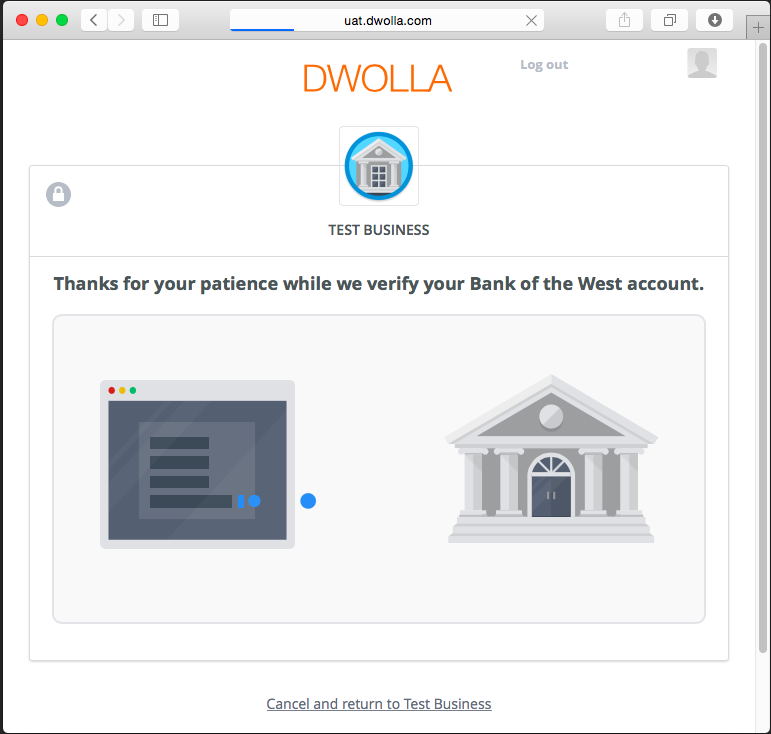 uat.dwolla.com
DWOLLA
Log out
TEST BUSINESS
Thanks for your patience while we verify your Bank of the West account.
Cancel and return to Test Business